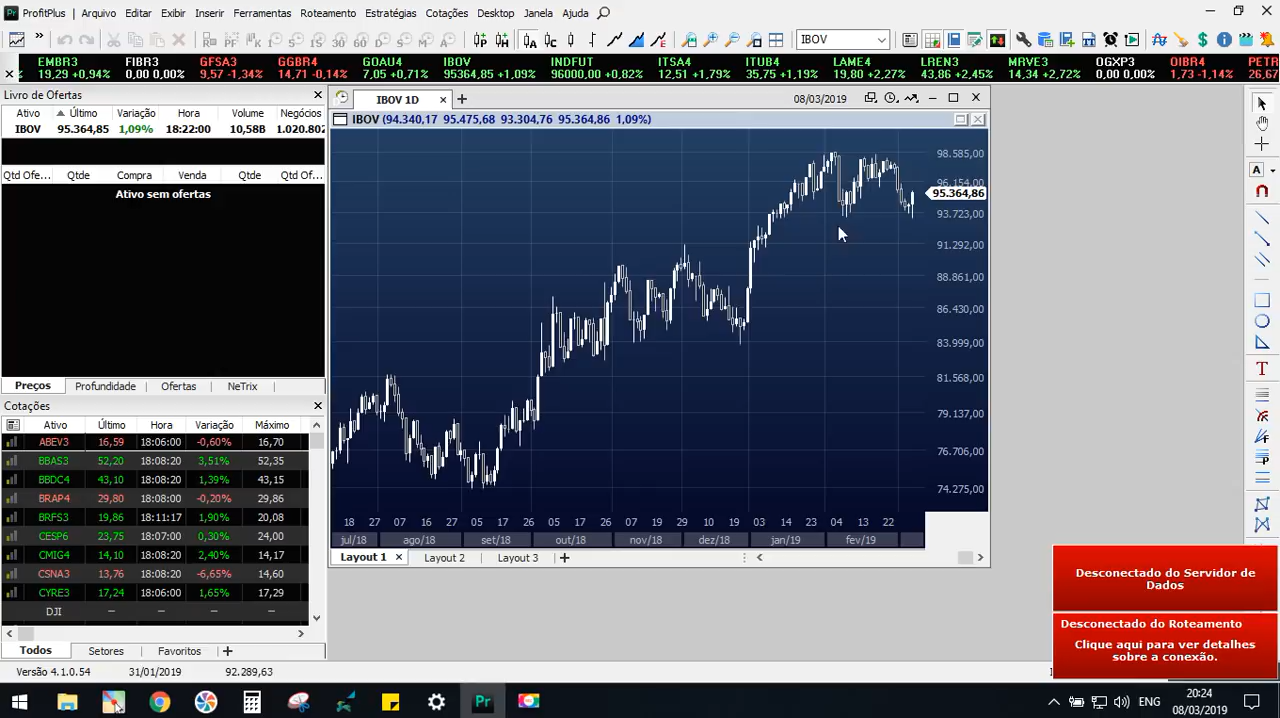 ProfitPlus Arquivo Editar Exibir Inserir Ferramentas Roteamento Estratégias Cotações Desktop Janela Ajuda
IBOV
EMBR3 FIBR3 GFSA3 GGBR4 GOAU4 IBOV INDFUT ITSA4 ITUB4 LAME4 LREN3 MRVE3 OGXP3 OIBR4 PETR
19,29 +0,94% 0,00 0,00% 9,57 -1,34% 14,71 -0,14% 7,05 +0,71% 95364,85 +1,09% 96000,00 +0,82% 12,51 +1,79% 35,75 +1,19% 19,80 +2,27% 43,86 +2,45% 14,34 +2,72% 0,00 0,00% 1,73 -1,14% 26,67
Livro de Ofertas
Ativo Último Variação Hora Volume Negócios
IBOV 95.364,85 1,09% 18:22:00 10,58B 1.020.802
Qtd Ofe... Qtde Compra Venda Qtde Qtd Of...
Ativo sem ofertas
Preços Profundidade Ofertas NeTrix
Cotações
Ativo Último Hora Variação Máximo
ABEV3 16,59 18:06:00 -0,60% 16,70
BBAS3 52,20 18:08:20 3,51% 52,35
BBDC4 43,10 18:08:20 1,39% 43,15
BRAP4 29,80 18:08:00 -0,20% 29,86
BRFS3 19,86 18:11:17 1,90% 20,08
CESP6 23,75 18:07:00 0,30% 24,00
CMIG4 14,10 18:08:20 2,40% 14,17
CSNA3 13,76 18:08:20 -6,65% 14,60
CYRE3 17,24 18:06:00 1,65% 17,29
DJI – – – –
Todos Setores Favoritos
Versão 4.1.0.54 31/01/2019 92.289,63
IBOV 1D
08/03/2019
IBOV (94.340,17 95.475,68 93.304,76 95.364,86 1,09%)
98.585,00
96.154,00
95.364,86
93.723,00
91.292,00
88.861,00
86.430,00
83.999,00
81.568,00
79.137,00
76.706,00
74.275,00
18 27 07 16 27 05 17 26 05 17 26 07 19 29 10 19 03 14 23 04 13 22
jul/18 ago/18 set/18 out/18 nov/18 dez/18 jan/19 fev/19
Layout 1 Layout 2 Layout 3
Desconectado do Servidor de
Dados
Desconectado do Roteamento
Clique aqui para ver detalhes
sobre a conexão.
ENG
20:24
08/03/2019